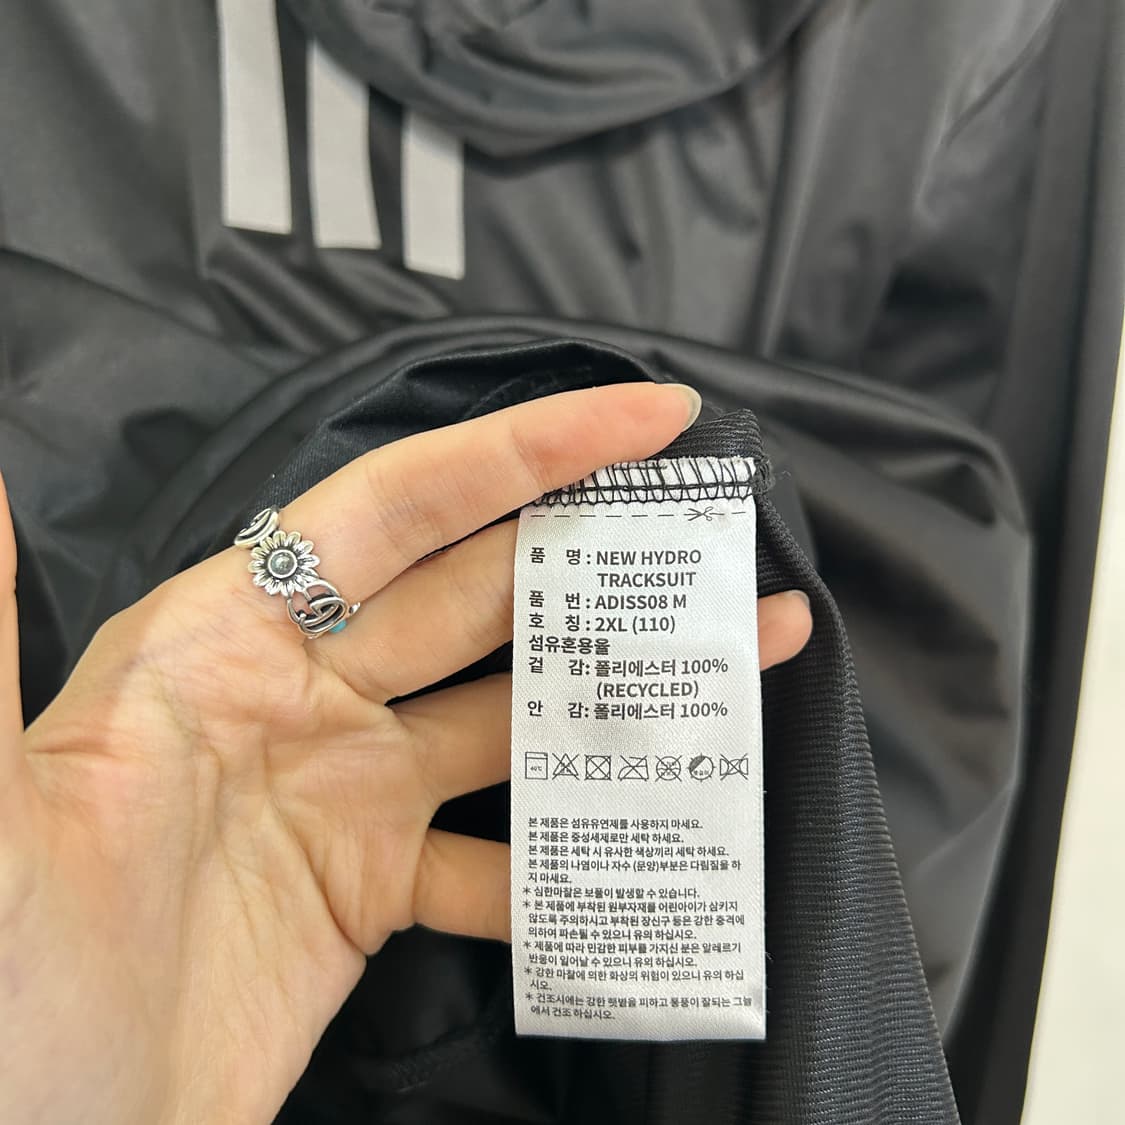 품 명 : NEW HYDRO
TRACKSUIT
품 번 : ADISS08 M
호 칭 : 2XL (110)
섬유혼용율
겉 감: 폴리에스터 100%
(RECYCLED)
안 감: 폴리에스터 100%
본 제품은 섬유유연제를 사용하지 마세요.
본 제품은 중성세제로만 세탁 하세요.
본 제품은 세탁 시 유사한 색상끼리 세탁 하세요.
본 제품의 나염이나 자수 (문양)부분은 다림질을 하
지 마세요.
* 심한마찰은 보풀이 발생할 수 있습니다.
* 본 제품에 부착된 원부자재를 어린아이가 삼키지
않도록 주의하시고 부착된 장신구 등은 강한 충격에
의하여 파손될 수 있으니 유의 하십시오.
* 제품에 따라 민감한 피부를 가지신 분은 알레르기
반응이 일어날 수 있으니 유의 하십시오.
* 강한 마찰에 의한 화상의 위험이 있으니 유의 하십
시오.
* 건조시에는 강한 햇볕을 피하고 통풍이 잘되는 그늘
에서 건조 하십시오.